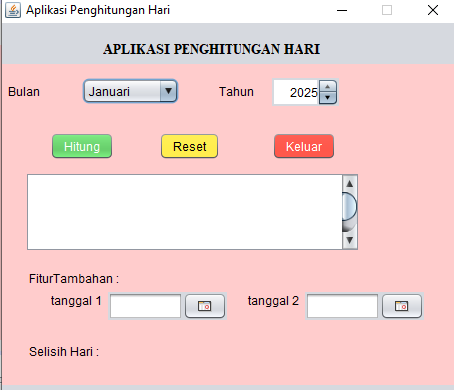 Aplikasi Penghitungan Hari
APLIKASI PENGHITUNGAN HARI
Bulan Januari Tahun 2025
Hitung Reset Keluar
FiturTambahan :
tanggal 1 tanggal 2
Selisih Hari :